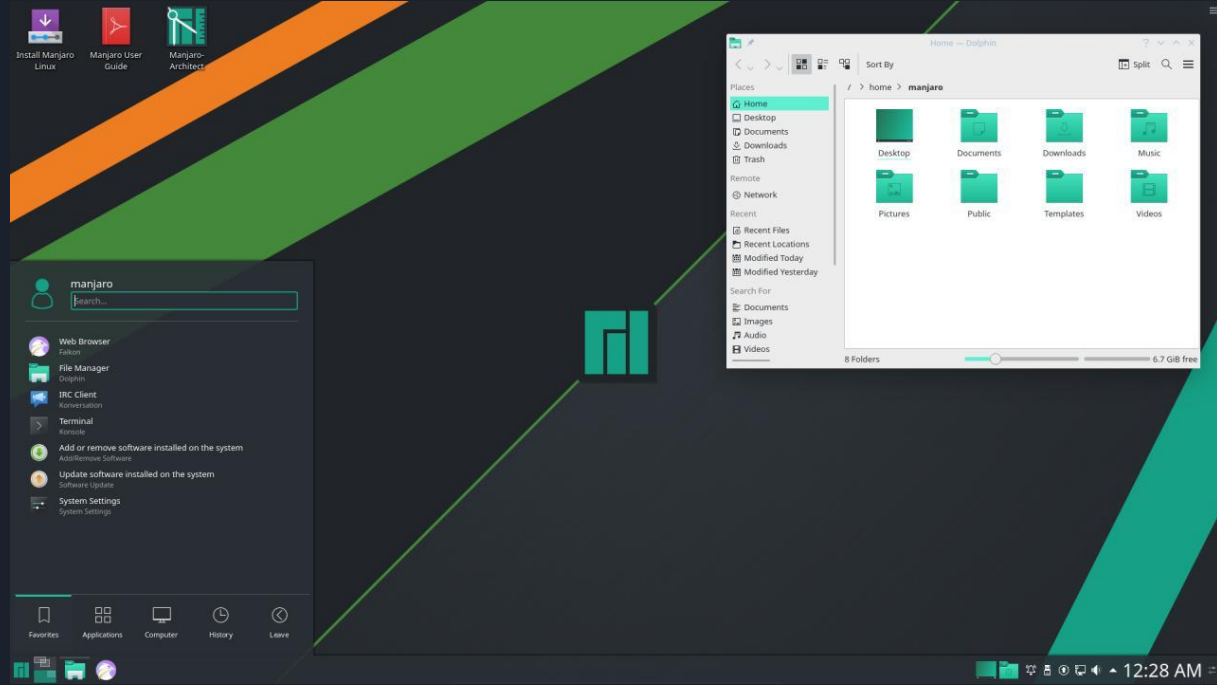 Install Manjaro
Linux
Manjaro User
Guide
Manjaro-
Architect
Home — Dolphin
Sort By
Split
Places
Home
Desktop
Documents
Downloads
Trash
Remote
Network
Recent
Recent Files
Recent Locations
Modified Today
Modified Yesterday
Search For
Documents
Images
Audio
Videos
/ > home > manjaro
Desktop
Documents
Downloads
Music
Pictures
Public
Templates
Videos
8 Folders
6.7 GiB free
manjaro
Search...
Web Browser
Falkon
File Manager
Dolphin
IRC Client
Konversation
Terminal
Konsole
Add or remove software installed on the system
Add/Remove Software
Update software installed on the system
Software Update
System Settings
System Settings
Favorites
Applications
Computer
History
Leave
12:28 AM